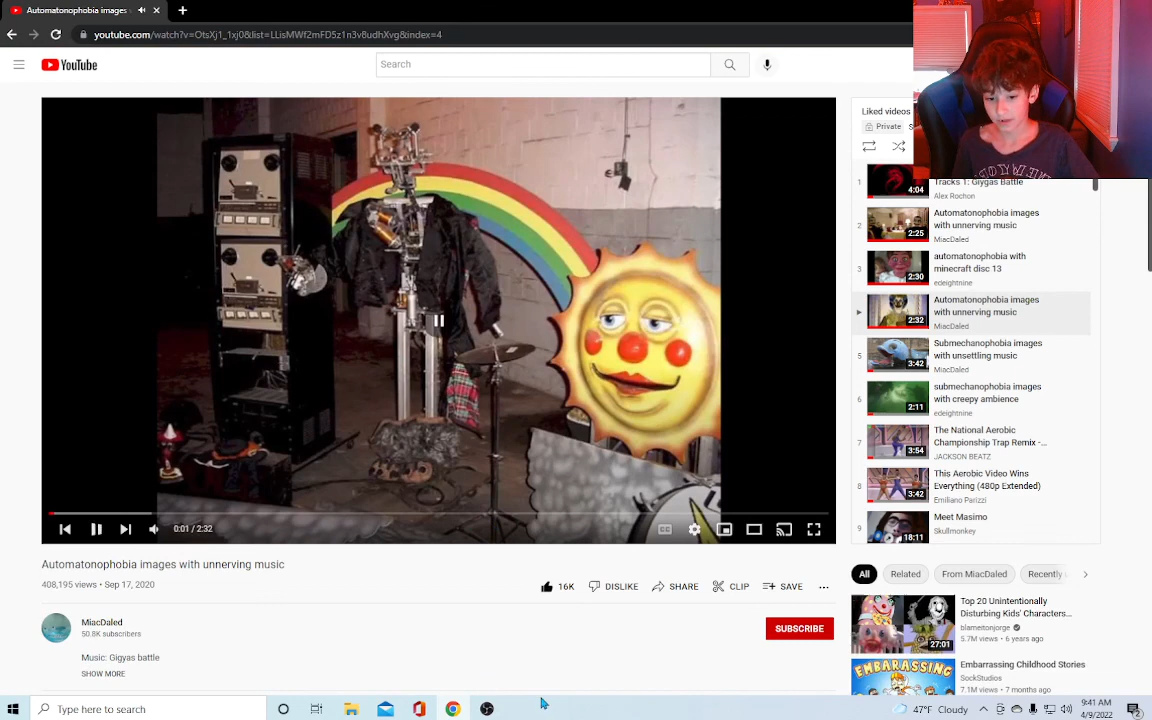 Automatonophobia images
youtube.com/watch?v=OtsXj1_1xj0&list=LLisMWf2mFD5z1n3v8udhXvg&index=4
YouTube
Search
Liked videos
Private
1
4:04
Tracks 1: Giygas Battle
Alex Rochon
2
2:25
Automatonophobia images
with unnerving music
MiacDaled
3
2:30
automatonophobia with
minecraft disc 13
edeightnine
2:32
Automatonophobia images
with unnerving music
MiacDaled
5
3:42
Submechanophobia images
with unsettling music
MiacDaled
6
2:11
submechanophobia images
with creepy ambience
edeightnine
7
3:54
The National Aerobic
Championship Trap Remix -...
JACKSON BEATZ
8
3:42
This Aerobic Video Wins
Everything (480p Extended)
Emiliano Parizzi
9
18:11
Meet Masimo
Skullmonkey
0:01 / 2:32
CC
Automatonophobia images with unnerving music
408,195 views • Sep 17, 2020
16K
DISLIKE
SHARE
CLIP
SAVE
MiacDaled
50.8K subscribers
SUBSCRIBE
Music: Gigyas battle
SHOW MORE
All
Related
From MiacDaled
Recently
27:01
Top 20 Unintentionally
Disturbing Kids' Characters...
blameitonjorge
5.7M views • 6 years ago
EMBARASSING
Embarrassing Childhood Stories
SockStudios
7.1M views • 7 months ago
Type here to search
47°F Cloudy
9:41 AM
4/9/2022
2